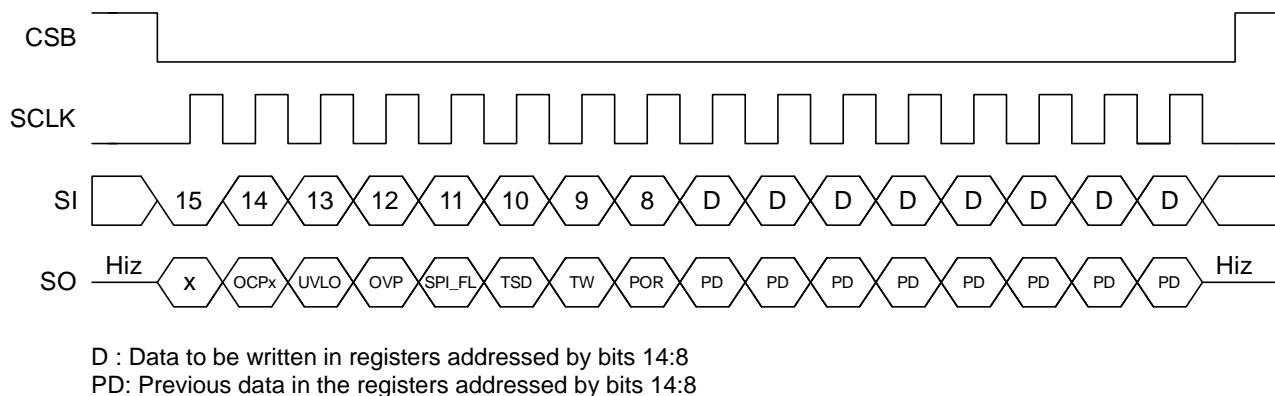 CSB
SCLK
SI 15 14 13 12 11 10 9 8 D D D D D D D D
SO Hiz x OCPx UVLO OVP SPI_FL TSD TW POR PD PD PD PD PD PD PD PD Hiz
D : Data to be written in registers addressed by bits 14:8
PD: Previous data in the registers addressed by bits 14:8